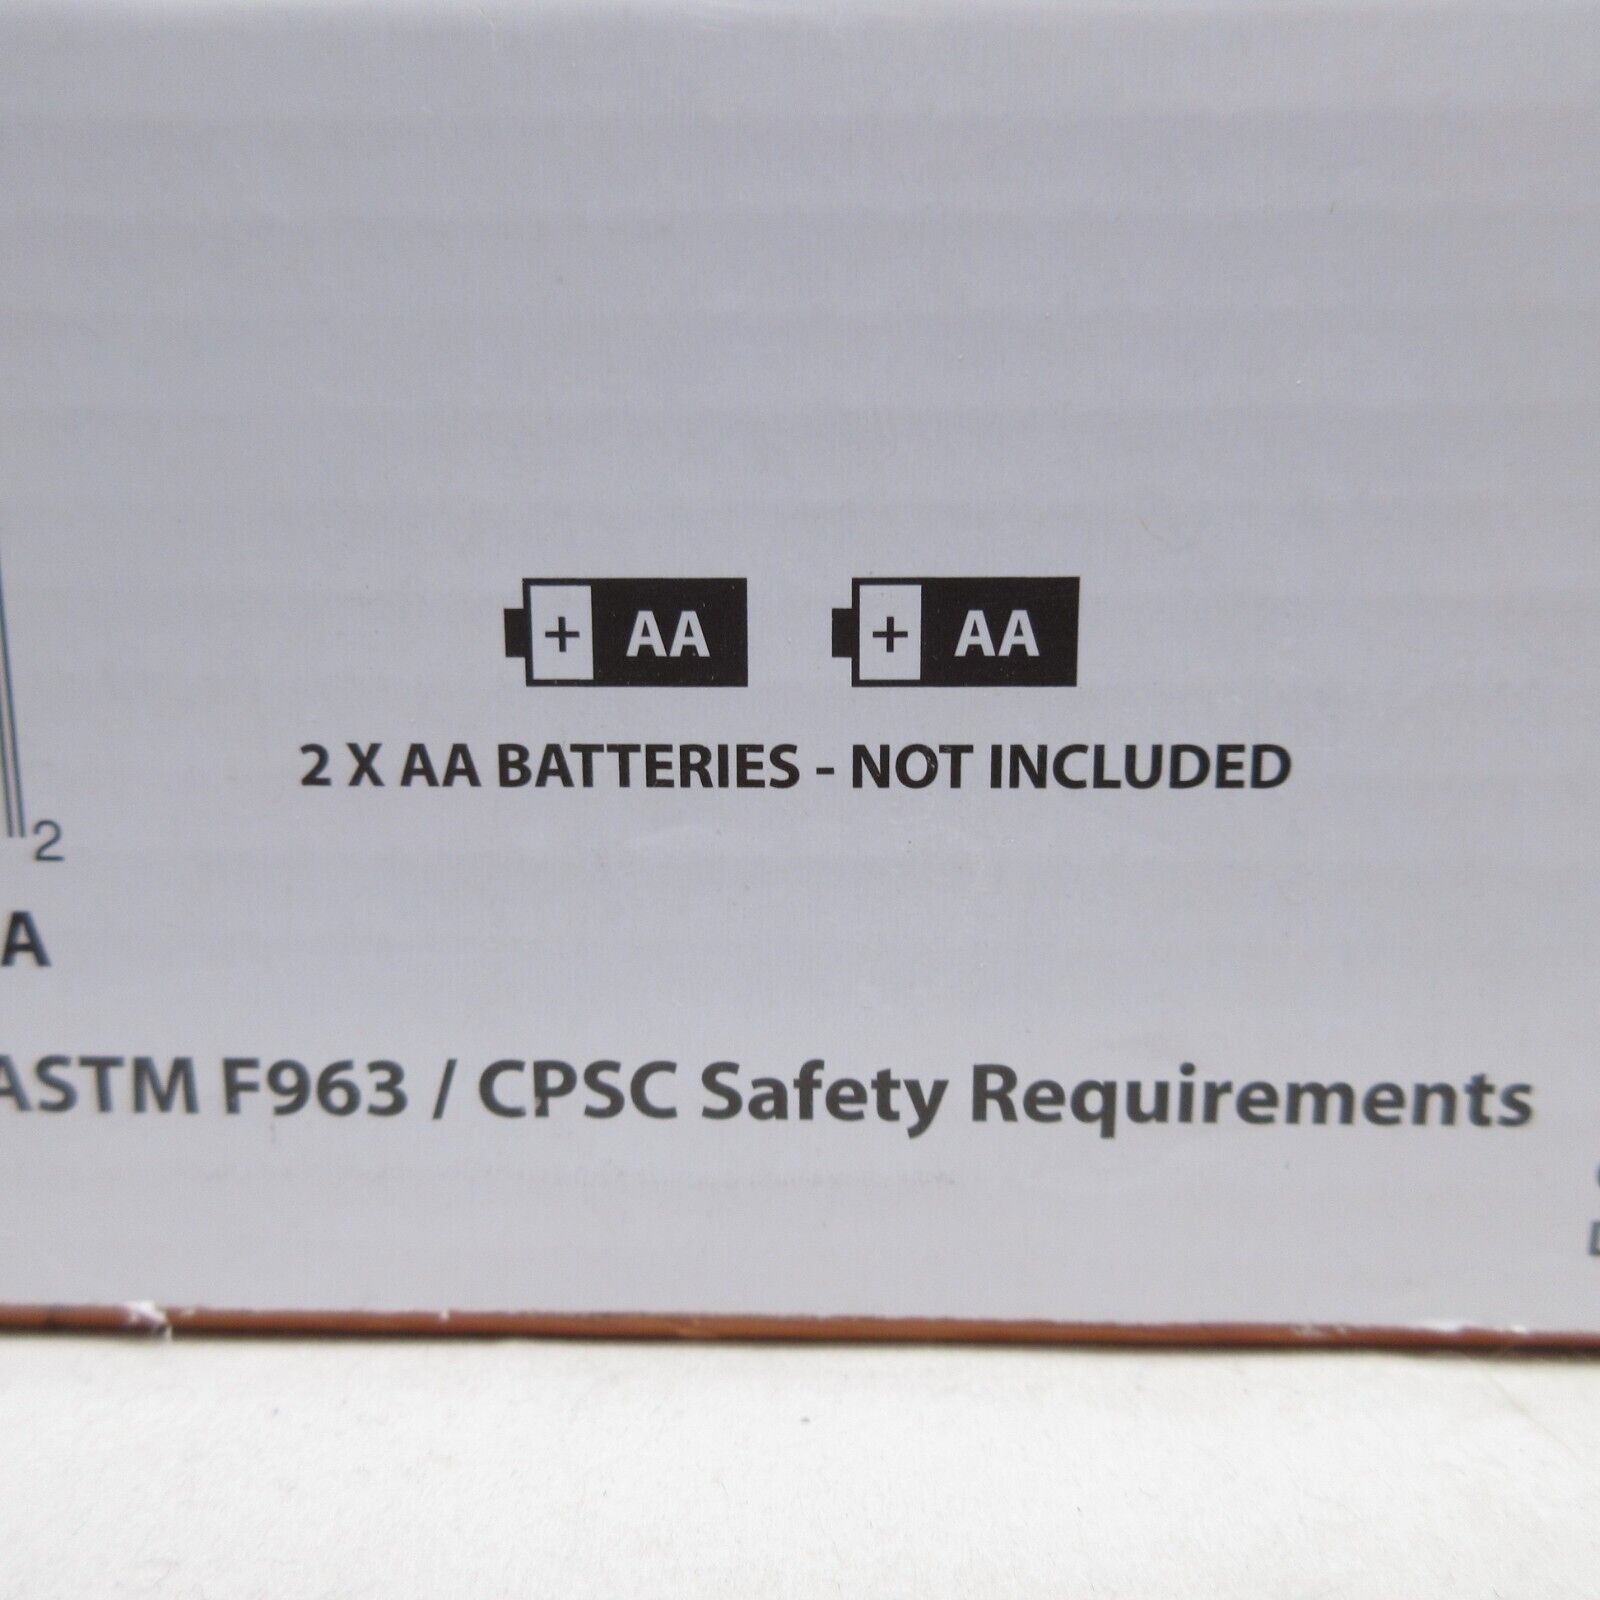 + AA + AA
2 X AA BATTERIES - NOT INCLUDED
2
A
ASTM F963 / CPSC Safety Requirements